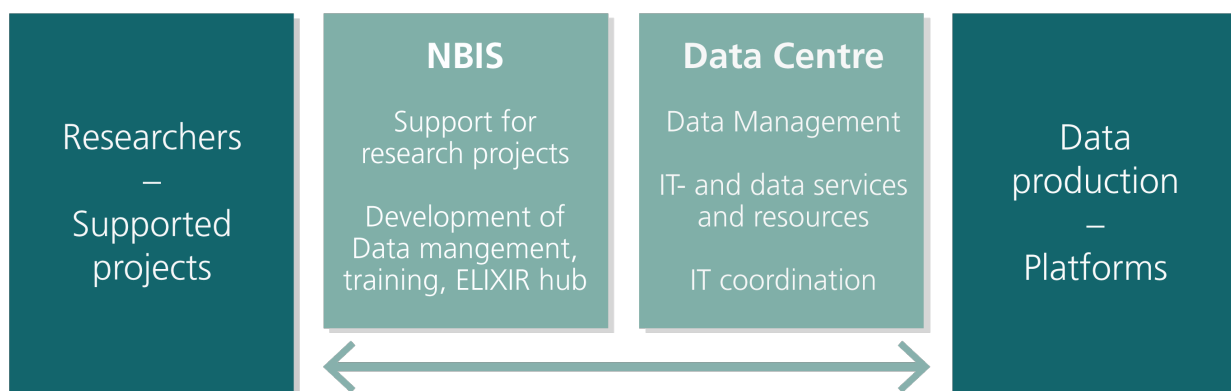 Researchers
–
Supported
projects
NBIS
Support for
research projects
Development of
Data mangement,
training, ELIXIR hub
Data Centre
Data Management
IT- and data services
and resources
IT coordination
Data
production
–
Platforms